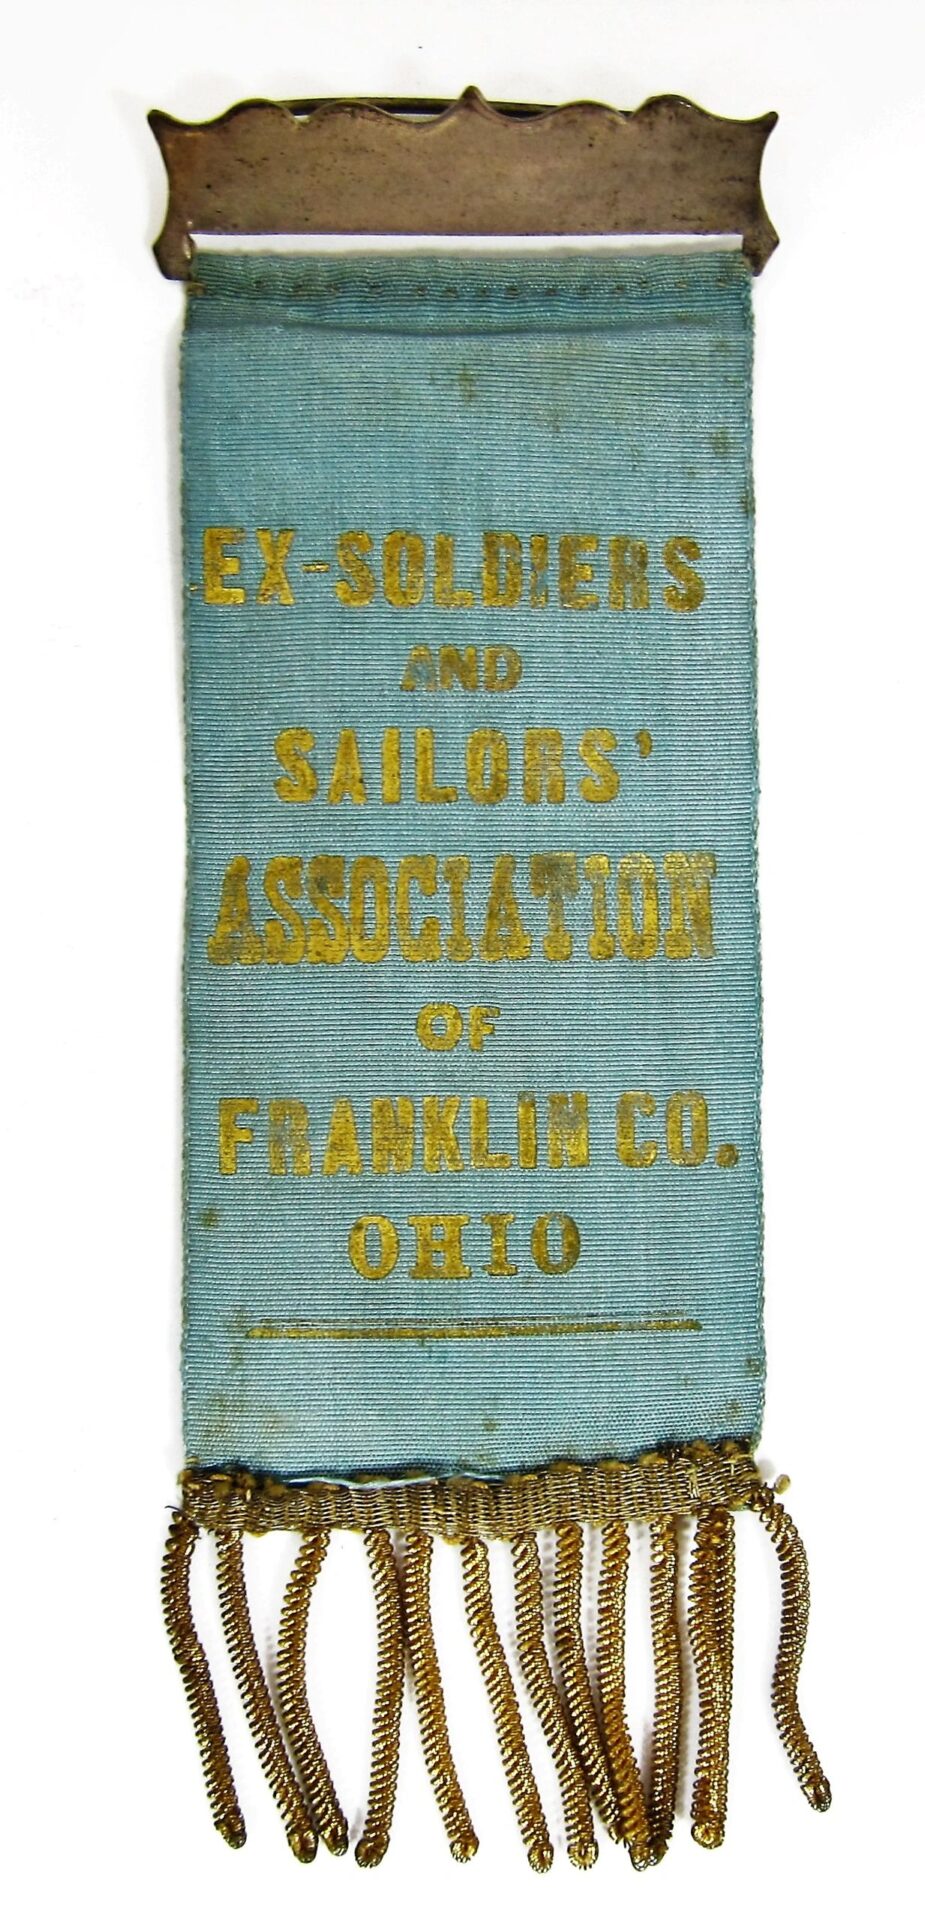 EX-SOLDIERS
AND
SAILORS'
ASSOCIATION
OF
FRANKLIN CO.
OHIO